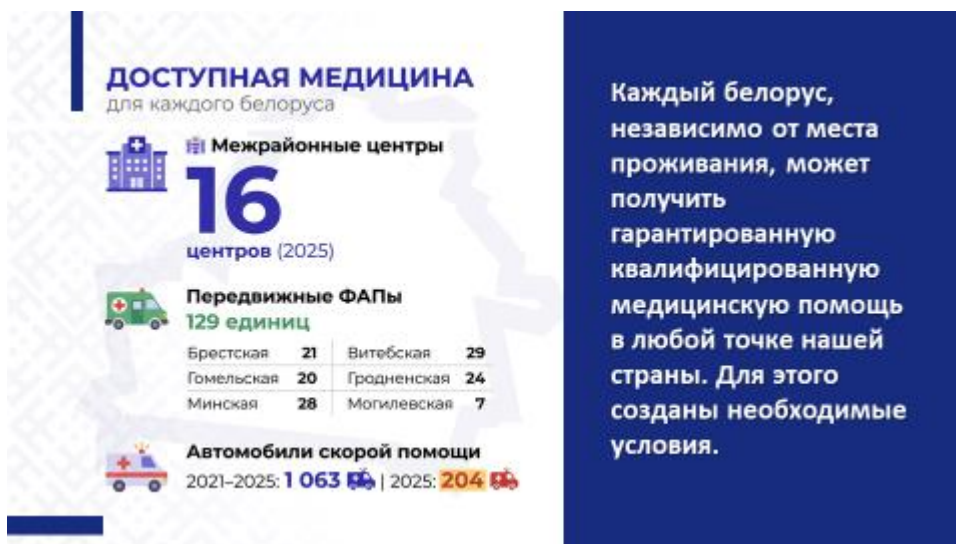 ДОСТУПНАЯ МЕДИЦИНА
для каждого белоруса
Межрайонные центры
16
центров (2025)
Передвижные ФАПы
129 единиц
Брестская 21 Витебская 29
Гомельская 20 Гродненская 24
Минская 28 Могилевская 7
Автомобили скорой помощи
2021–2025: 1 063 | 2025: 204
Каждый белорус,
независимо от места
проживания, может
получить
гарантированную
квалифицированную
медицинскую помощь
в любой точке нашей
страны. Для этого
созданы необходимые
условия.